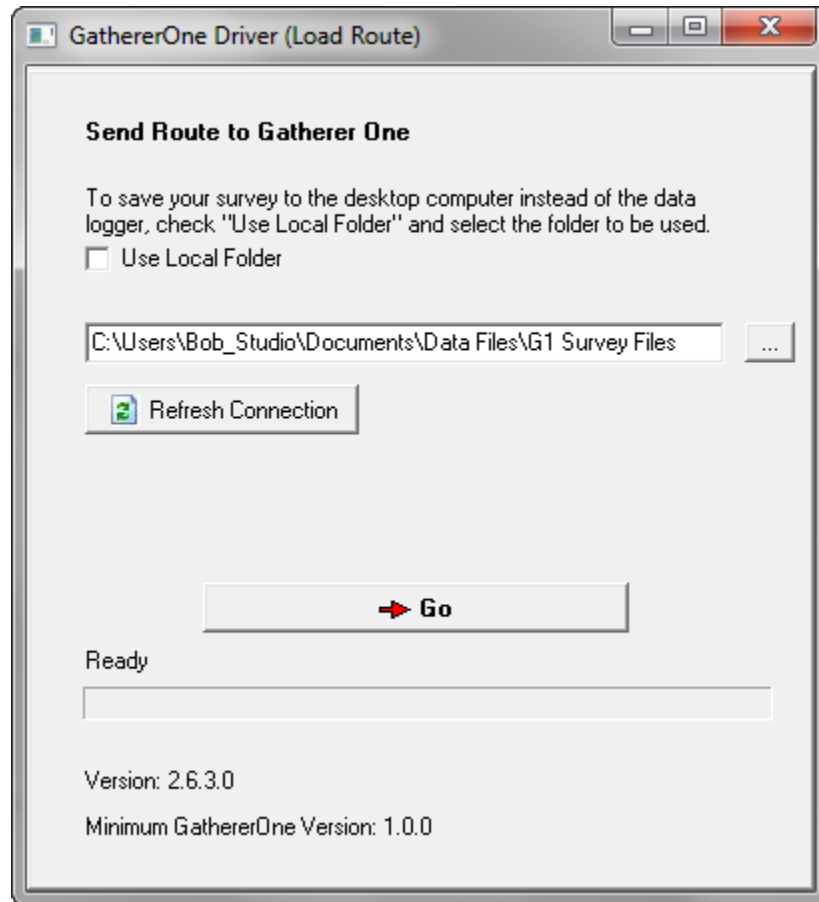 GathererOne Driver (Load Route)
Send Route to Gatherer One
To save your survey to the desktop computer instead of the data
logger, check "Use Local Folder" and select the folder to be used.
Use Local Folder
C:\Users\Bob_Studio\Documents\Data Files\G1 Survey Files
...
Refresh Connection
Go
Ready
Version: 2.6.3.0
Minimum GathererOne Version: 1.0.0